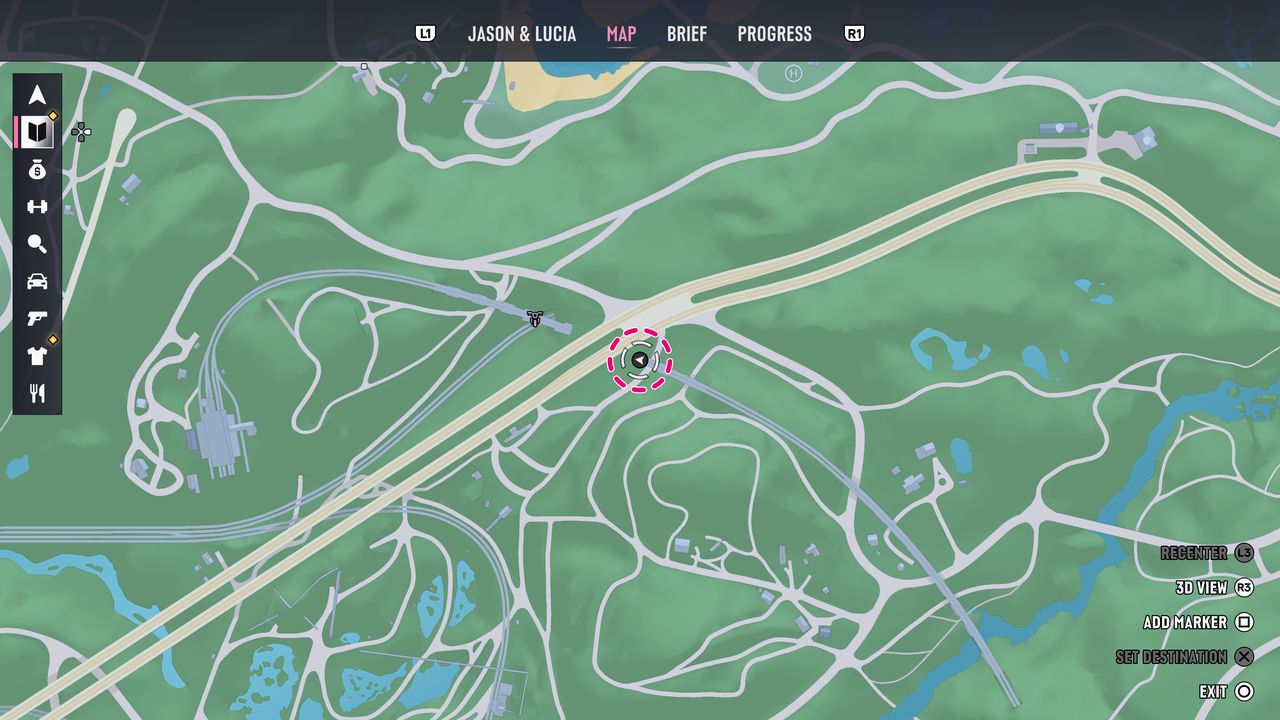 L1 JASON & LUCIA MAP BRIEF PROGRESS R1
H
$
RECENTER L3
3D VIEW R3
ADD MARKER
SET DESTINATION
EXIT